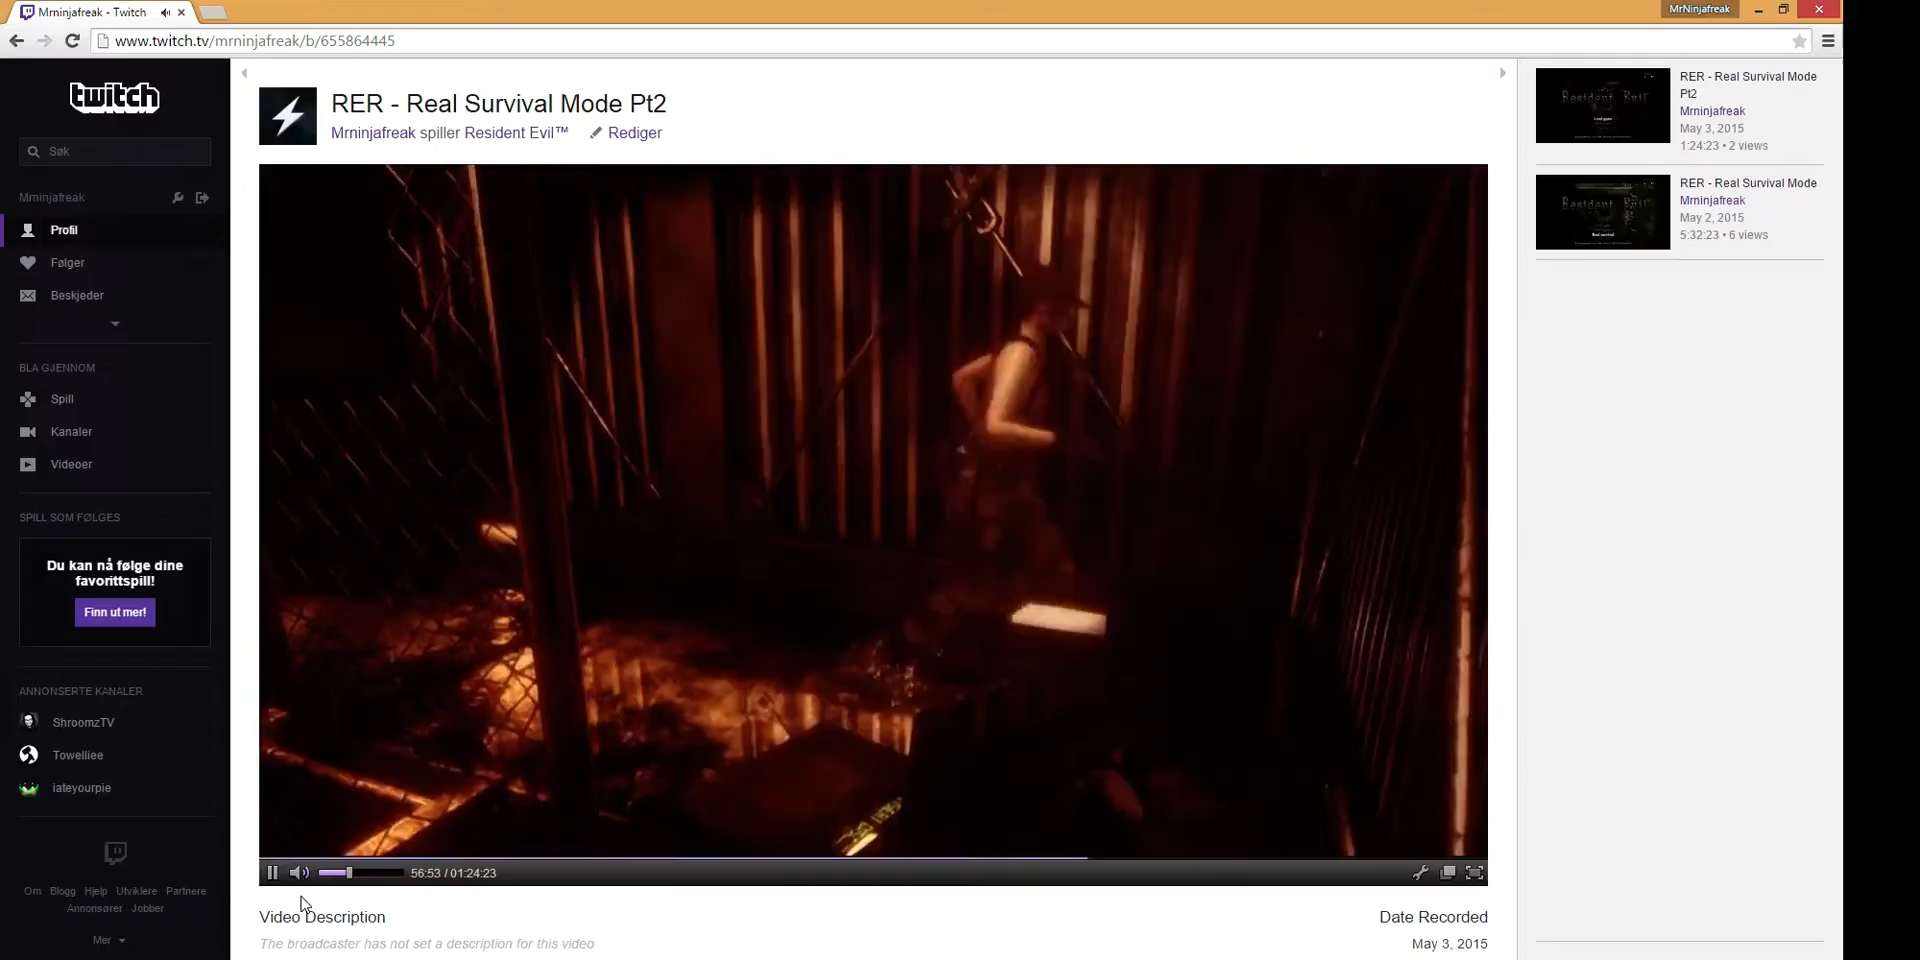 Mrninjafreak - Twitch
MrNinjafreak
www.twitch.tv/mrninjafreak/b/655864445
twitch
Søk
Mrninjafreak
Profil
Følger
Beskjeder
BLA GJENNOM
Spill
Kanaler
Videoer
SPILL SOM FØLGES
Du kan nå følge dine
favorittspill!
Finn ut mer!
ANNONSERTE KANALER
ShroomzTV
Towelliee
iateyourpie
Om Blogg Hjelp Utviklere Partnere
Annonsører Jobber
Mer
RER - Real Survival Mode Pt2
Mrninjafreak spiller Resident Evil™ Rediger
56:53 / 01:24:23
Video Description
Date Recorded
The broadcaster has not set a description for this video
May 3, 2015
Resident Evil
RER - Real Survival Mode
Pt2
Mrninjafreak
May 3, 2015
1:24:23 • 2 views
Resident Evil
RER - Real Survival Mode
Mrninjafreak
May 2, 2015
5:32:23 • 6 views